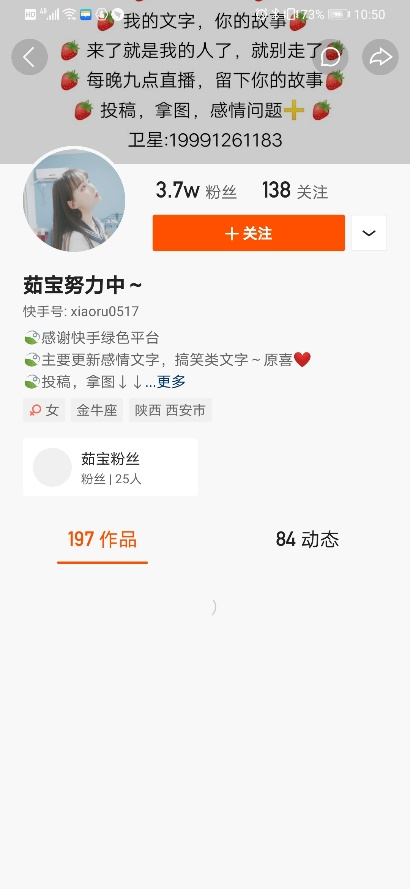 HD 4G 73% 10:50
🍓我的文字，你的故事🍓
🍓来了就是我的人了，就别走了🍓
🍓每晚九点直播，留下你的故事🍓
🍓投稿，拿图，感情问题➕🍓
卫星:19991261183
3.7w 粉丝 138 关注
＋关注
茹宝努力中～
快手号: xiaoru0517
🍃感谢快手绿色平台
🍃主要更新感情文字，搞笑类文字～原喜❤️
🍃投稿，拿图↓↓...更多
女 金牛座 陕西 西安市
茹宝粉丝
粉丝 | 25人
197 作品 84 动态